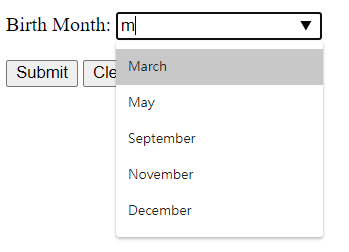 Birth Month: m
March
Submit Cle
May
September
November
December